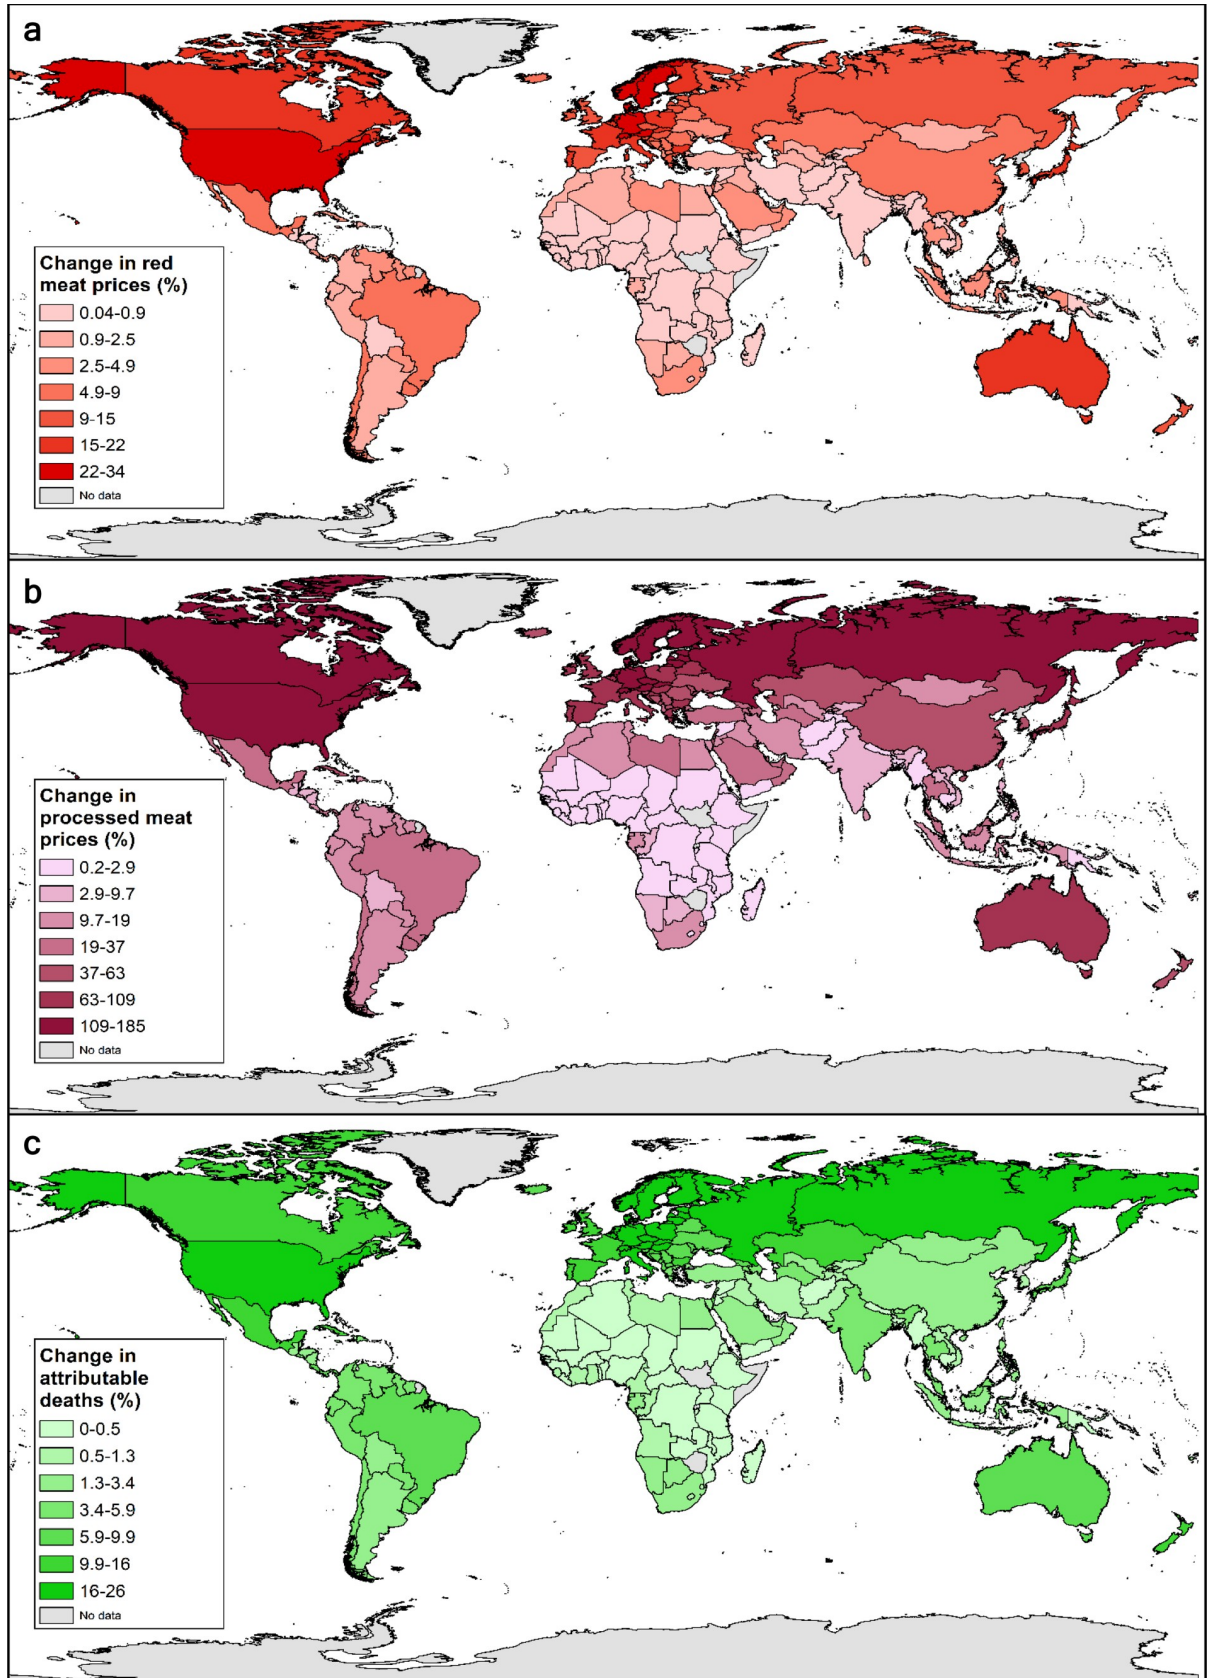 a
Change in red
meat prices (%)
0.04-0.9
0.9-2.5
2.5-4.9
4.9-9
9-15
15-22
22-34
No data
b
Change in
processed meat
prices (%)
0.2-2.9
2.9-9.7
9.7-19
19-37
37-63
63-109
109-185
No data
c
Change in
attributable
deaths (%)
0-0.5
0.5-1.3
1.3-3.4
3.4-5.9
5.9-9.9
9.9-16
16-26
No data